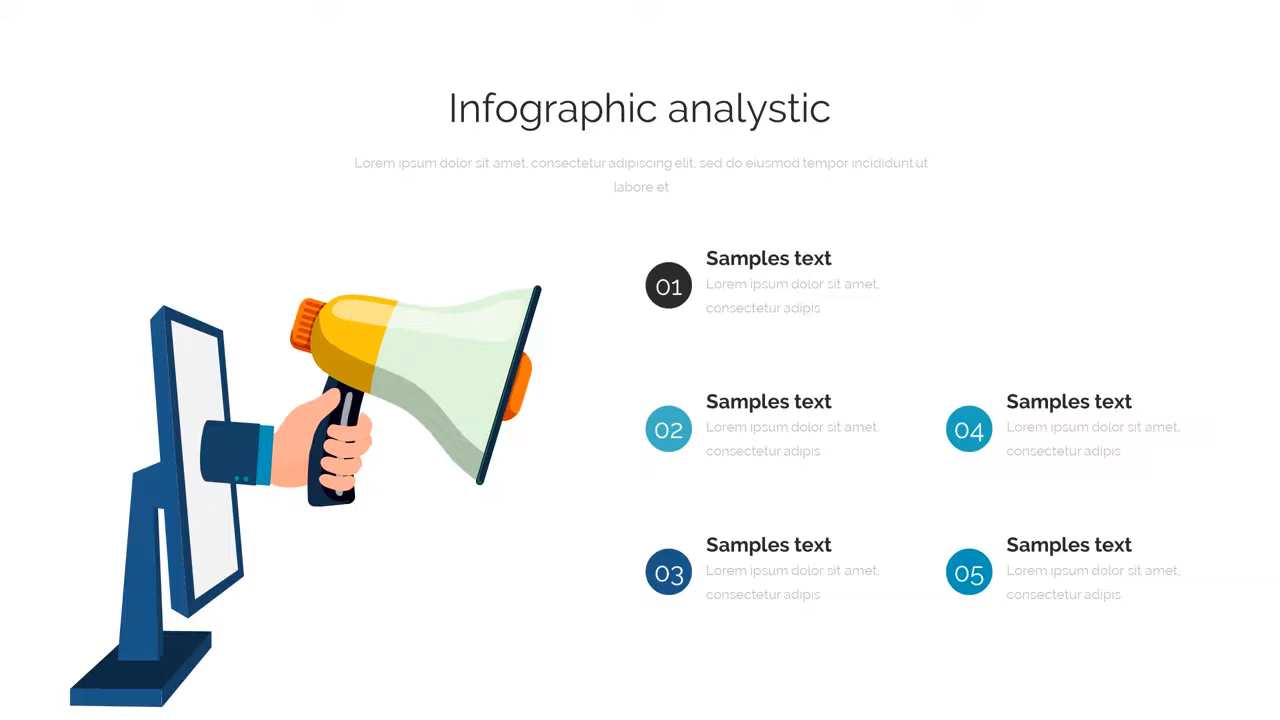 Infographic analystic
Lorem ipsum dolor sit amet, consectetur adipiscing elit, sed do eiusmod tempor incididunt ut
labore et
01
Samples text
Lorem ipsum dolor sit amet,
consectetur adipis
02
Samples text
Lorem ipsum dolor sit amet,
consectetur adipis
03
Samples text
Lorem ipsum dolor sit amet,
consectetur adipis
04
Samples text
Lorem ipsum dolor sit amet,
consectetur adipis
05
Samples text
Lorem ipsum dolor sit amet,
consectetur adipis